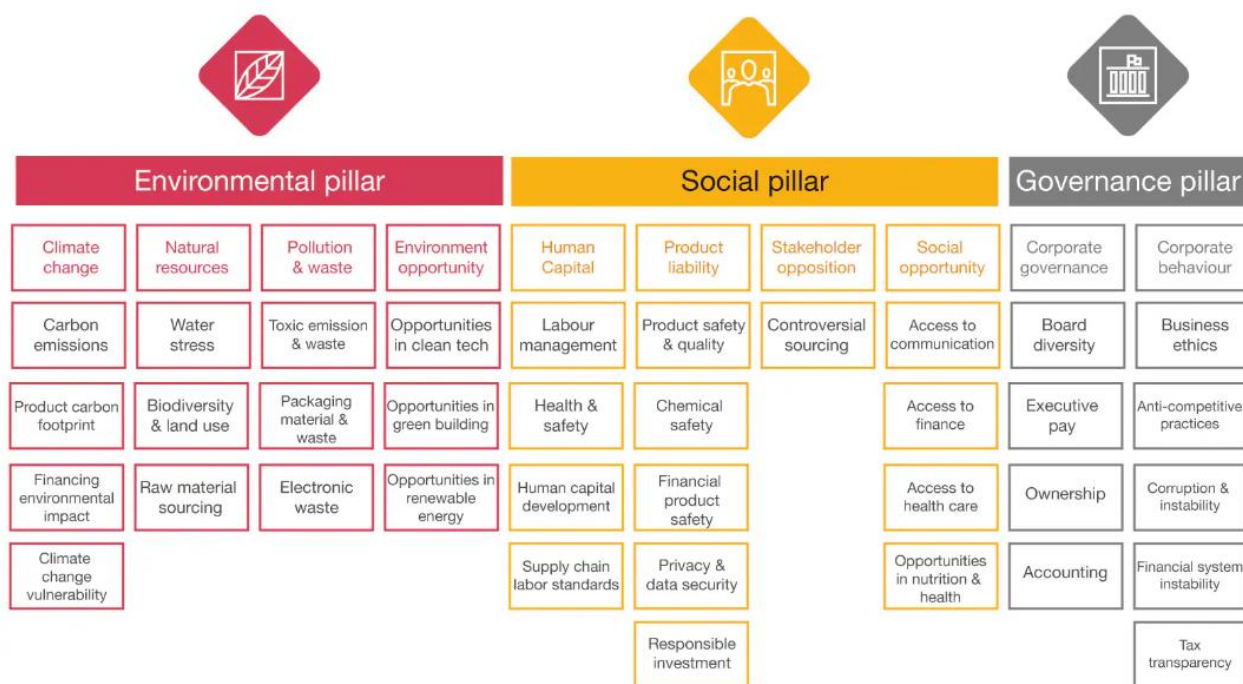 Environmental pillar
Social pillar
Governance pillar
Climate
change
Natural
resources
Pollution
& waste
Environment
opportunity
Human
Capital
Product
liability
Stakeholder
opposition
Social
opportunity
Corporate
governance
Corporate
behaviour
Carbon
emissions
Water
stress
Toxic emission
& waste
Opportunities
in clean tech
Labour
management
Product safety
& quality
Controversial
sourcing
Access to
communication
Board
diversity
Business
ethics
Product carbon
footprint
Biodiversity
& land use
Packaging
material &
waste
Opportunities in
green building
Health &
safety
Chemical
safety
Access to
finance
Executive
pay
Anti-competitive
practices
Financing
environmental
impact
Raw material
sourcing
Electronic
waste
Opportunities in
renewable
energy
Human capital
development
Financial
product
safety
Access to
health care
Ownership
Corruption &
instability
Climate
change
vulnerability
Supply chain
labor standards
Privacy &
data security
Opportunities
in nutrition &
health
Accounting
Financial system
instability
Responsible
investment
Tax
transparency